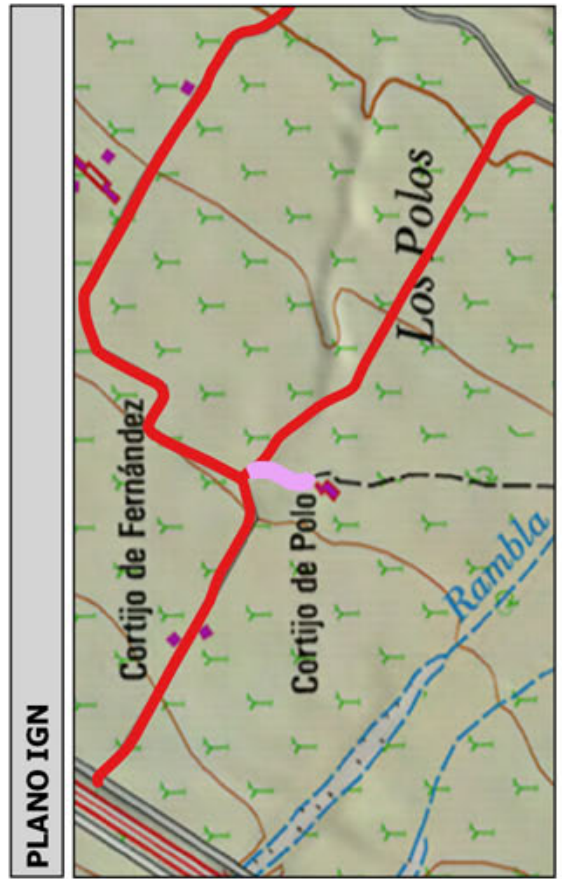 PLANO IGN
Cortijo de Fernández
Cortijo de Polo
Los Polos
Rambla